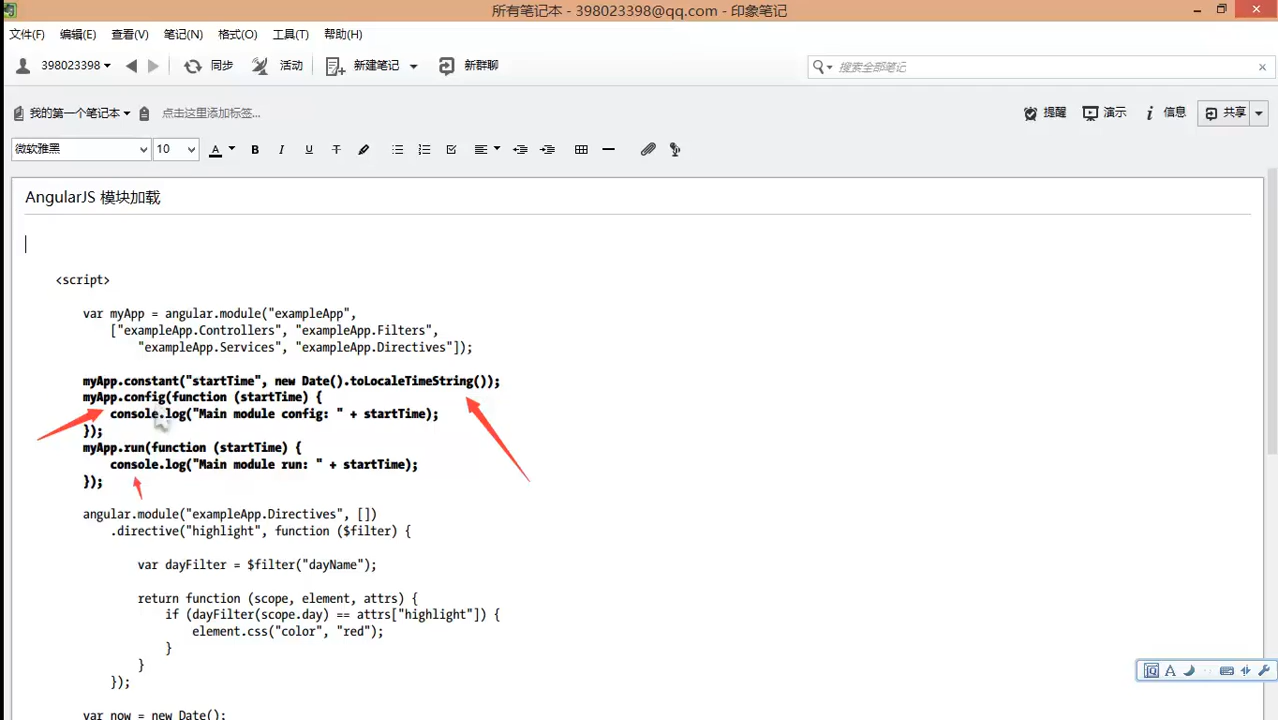 所有笔记本 - 398023398@qq.com - 印象笔记
文件(F) 编辑(E) 查看(V) 笔记(N) 格式(O) 工具(T) 帮助(H)
398023398 同步 活动 新建笔记 新群聊 搜索全部笔记
我的第一个笔记本 点击这里添加标签... 提醒 演示 信息 共享
微软雅黑 10 A B I U T
AngularJS 模块加载
<script>
var myApp = angular.module("exampleApp",
["exampleApp.Controllers", "exampleApp.Filters",
"exampleApp.Services", "exampleApp.Directives"]);
myApp.constant("startTime", new Date().toLocaleTimeString());
myApp.config(function (startTime) {
console.log("Main module config: " + startTime);
});
myApp.run(function (startTime) {
console.log("Main module run: " + startTime);
});
angular.module("exampleApp.Directives", [])
.directive("highlight", function ($filter) {
var dayFilter = $filter("dayName");
return function (scope, element, attrs) {
if (dayFilter(scope.day) == attrs["highlight"]) {
element.css("color", "red");
}
}
});
var now = new Date();